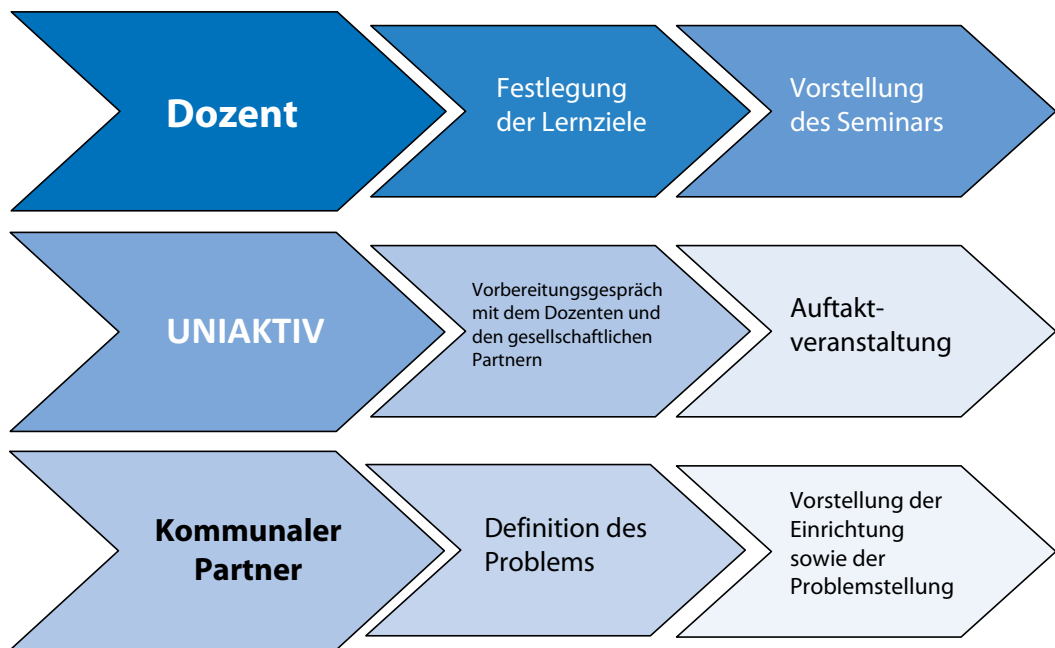 Dozent
Festlegung
der Lernziele
Vorstellung
des Seminars
UNIAKTIV
Vorbereitungsgespräch
mit dem Dozenten und
den gesellschaftlichen
Partnern
Auftakt-
veranstaltung
Kommunaler
Partner
Definition des
Problems
Vorstellung der
Einrichtung
sowie der
Problemstellung